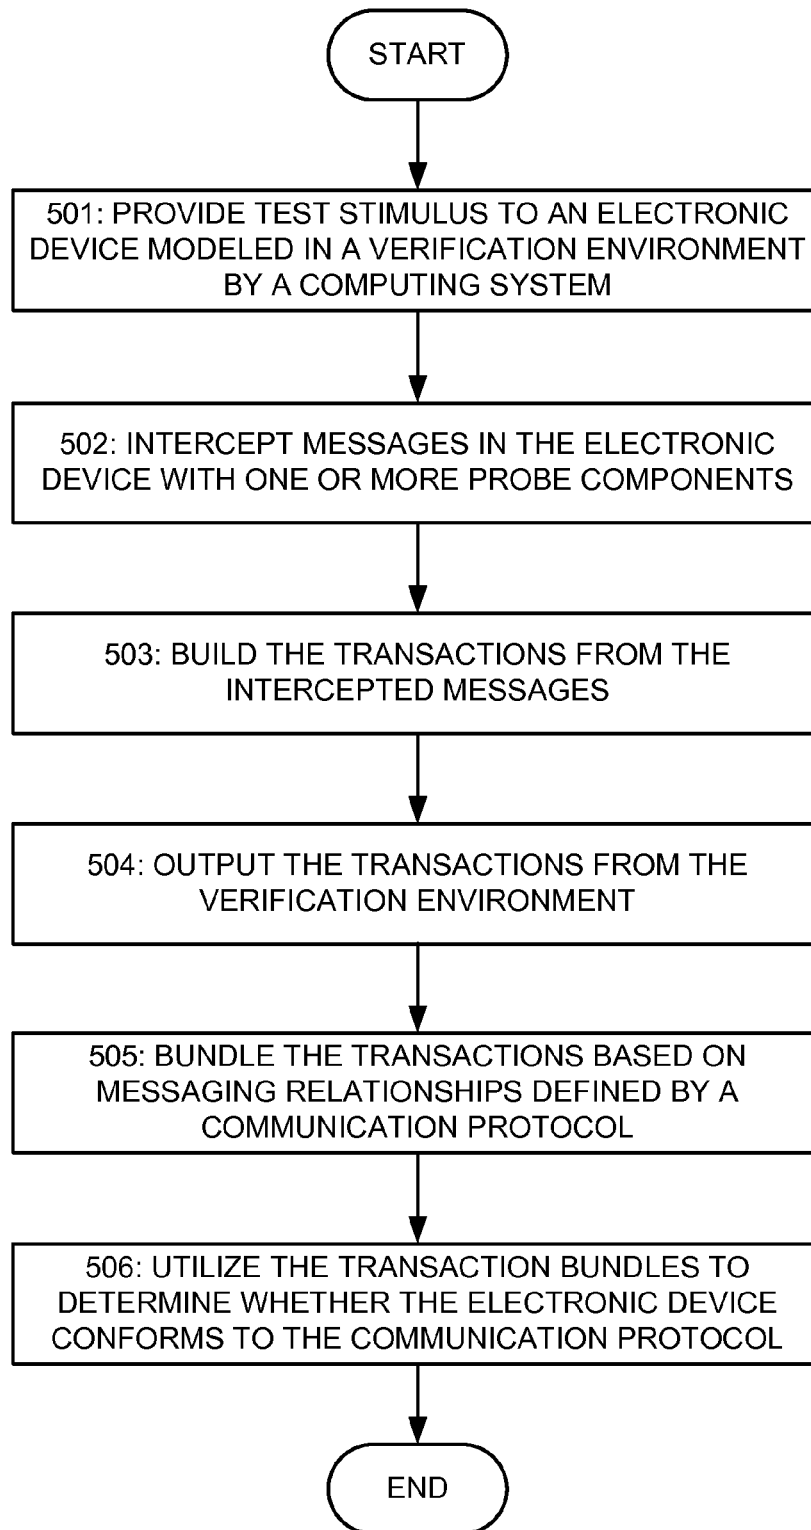 START
501: PROVIDE TEST STIMULUS TO AN ELECTRONIC
DEVICE MODELED IN A VERIFICATION ENVIRONMENT
BY A COMPUTING SYSTEM
502: INTERCEPT MESSAGES IN THE ELECTRONIC
DEVICE WITH ONE OR MORE PROBE COMPONENTS
503: BUILD THE TRANSACTIONS FROM THE
INTERCEPTED MESSAGES
504: OUTPUT THE TRANSACTIONS FROM THE
VERIFICATION ENVIRONMENT
505: BUNDLE THE TRANSACTIONS BASED ON
MESSAGING RELATIONSHIPS DEFINED BY A
COMMUNICATION PROTOCOL
506: UTILIZE THE TRANSACTION BUNDLES TO
DETERMINE WHETHER THE ELECTRONIC DEVICE
CONFORMS TO THE COMMUNICATION PROTOCOL
END